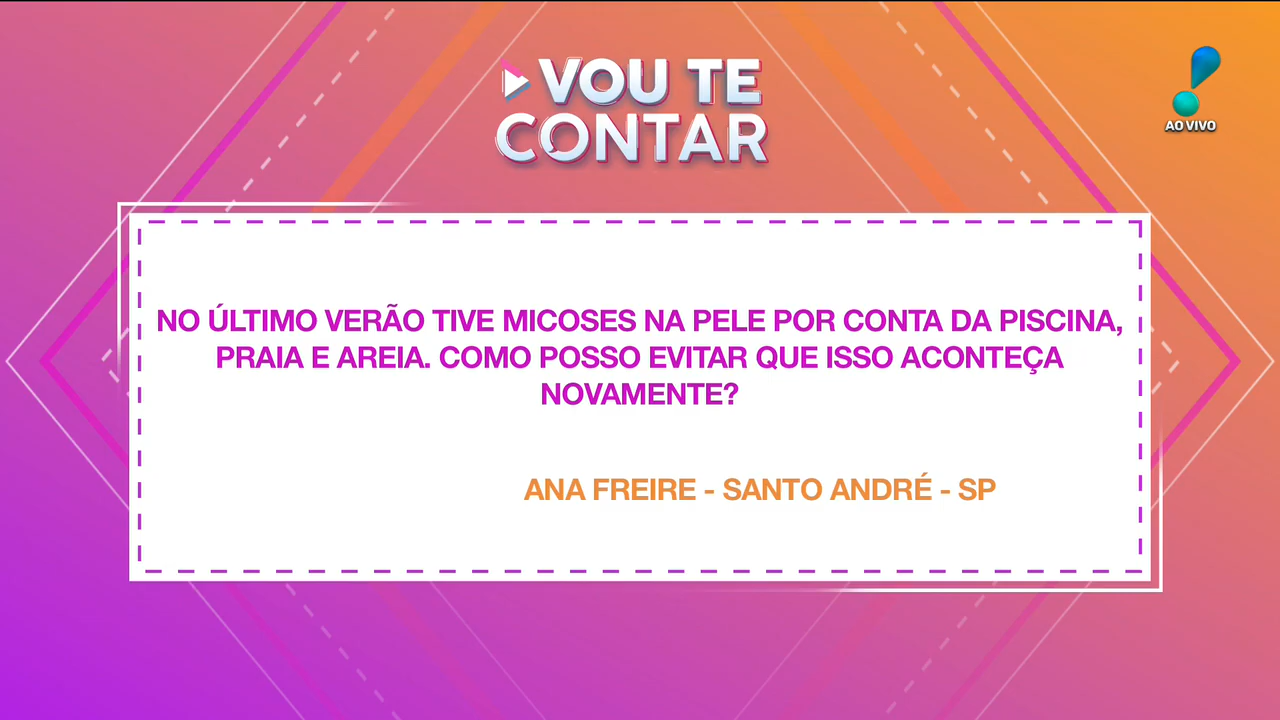 VOU TE
CONTAR
AO VIVO
NO ÚLTIMO VERÃO TIVE MICOSES NA PELE POR CONTA DA PISCINA,
PRAIA E AREIA. COMO POSSO EVITAR QUE ISSO ACONTEÇA
NOVAMENTE?
ANA FREIRE - SANTO ANDRÉ - SP